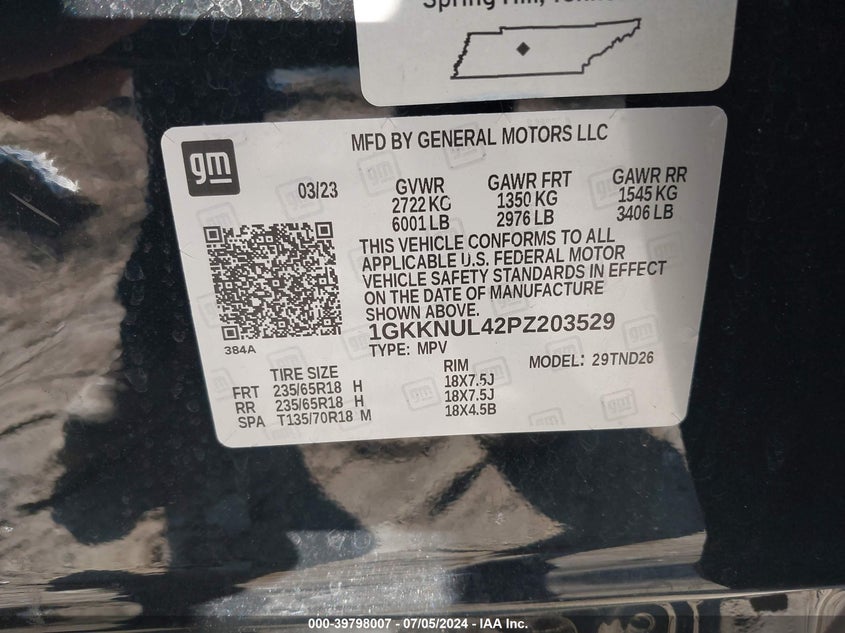 Spring Hill,
gm
MFD BY GENERAL MOTORS LLC
03/23
GVWR
2722 KG
6001 LB
GAWR FRT
1350 KG
2976 LB
GAWR RR
1545 KG
3406 LB
THIS VEHICLE CONFORMS TO ALL
APPLICABLE U.S. FEDERAL MOTOR
VEHICLE SAFETY STANDARDS IN EFFECT
ON THE DATE OF MANUFACTURE
SHOWN ABOVE.
1GKKNUL42PZ203529
384A
TYPE: MPV
MODEL: 29TND26
TIRE SIZE
RIM
FRT 235/65R18 H 18X7.5J
RR 235/65R18 H 18X7.5J
SPA T135/70R18 M 18X4.5B
000-39798007 - 07/05/2024 - IAA Inc.